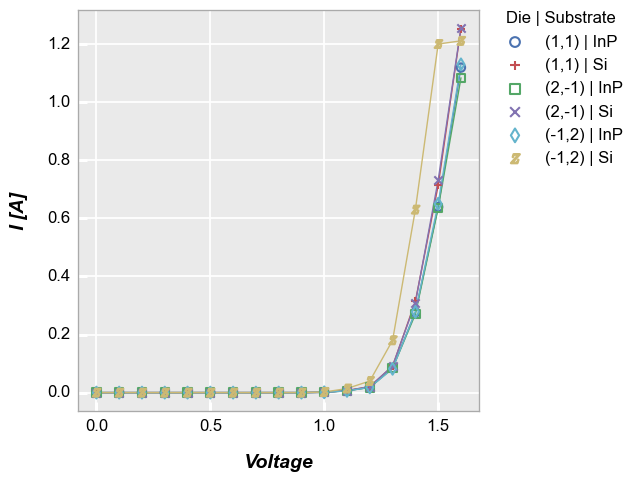 Die | Substrate
(1,1) | InP
(1,1) | Si
(2,-1) | InP
(2,-1) | Si
(-1,2) | InP
(-1,2) | Si
1.2
1.0
0.8
0.6
0.4
0.2
0.0
I [A]
0.0 0.5 1.0 1.5
Voltage